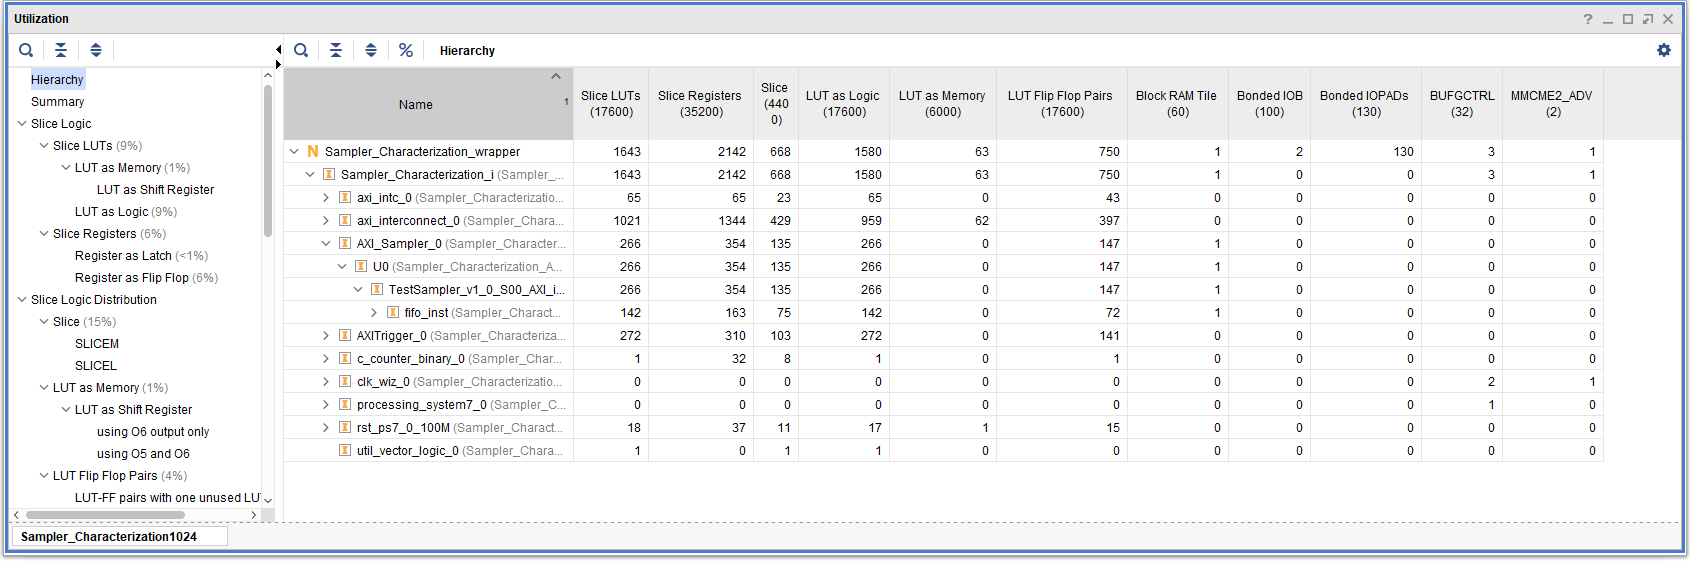 Utilization
Hierarchy
Hierarchy
Summary
Slice Logic
Slice LUTs (9%)
LUT as Memory (1%)
LUT as Shift Register
LUT as Logic (9%)
Slice Registers (6%)
Register as Latch (<1%)
Register as Flip Flop (6%)
Slice Logic Distribution
Slice (15%)
SLICEM
SLICEL
LUT as Memory (1%)
LUT as Shift Register
using O6 output only
using O5 and O6
LUT Flip Flop Pairs (4%)
LUT-FF pairs with one unused LU
Name 1 Slice LUTs (17600) Slice Registers (35200) Slice (4400) LUT as Logic (17600) LUT as Memory (6000) LUT Flip Flop Pairs (17600) Block RAM Tile (60) Bonded IOB (100) Bonded IOPADs (130) BUFGCTRL (32) MMCME2_ADV (2)
N Sampler_Characterization_wrapper 1643 2142 668 1580 63 750 1 2 130 3 1
Sampler_Characterization_i (Sampler_... 1643 2142 668 1580 63 750 1 0 0 3 1
axi_intc_0 (Sampler_Characterizatio... 65 65 23 65 0 43 0 0 0 0 0
axi_interconnect_0 (Sampler_Chara... 1021 1344 429 959 62 397 0 0 0 0 0
AXI_Sampler_0 (Sampler_Character... 266 354 135 266 0 147 1 0 0 0 0
U0 (Sampler_Characterization_A... 266 354 135 266 0 147 1 0 0 0 0
TestSampler_v1_0_S00_AXI_i... 266 354 135 266 0 147 1 0 0 0 0
fifo_inst (Sampler_Charact... 142 163 75 142 0 72 1 0 0 0 0
AXITrigger_0 (Sampler_Characteriza... 272 310 103 272 0 141 0 0 0 0 0
c_counter_binary_0 (Sampler_Char... 1 32 8 1 0 1 0 0 0 0 0
clk_wiz_0 (Sampler_Characterizatio... 0 0 0 0 0 0 0 0 0 2 1
processing_system7_0 (Sampler_C... 0 0 0 0 0 0 0 0 0 1 0
rst_ps7_0_100M (Sampler_Charact... 18 37 11 17 1 15 0 0 0 0 0
util_vector_logic_0 (Sampler_Chara... 1 0 1 1 0 0 0 0 0 0 0
Sampler_Characterization1024